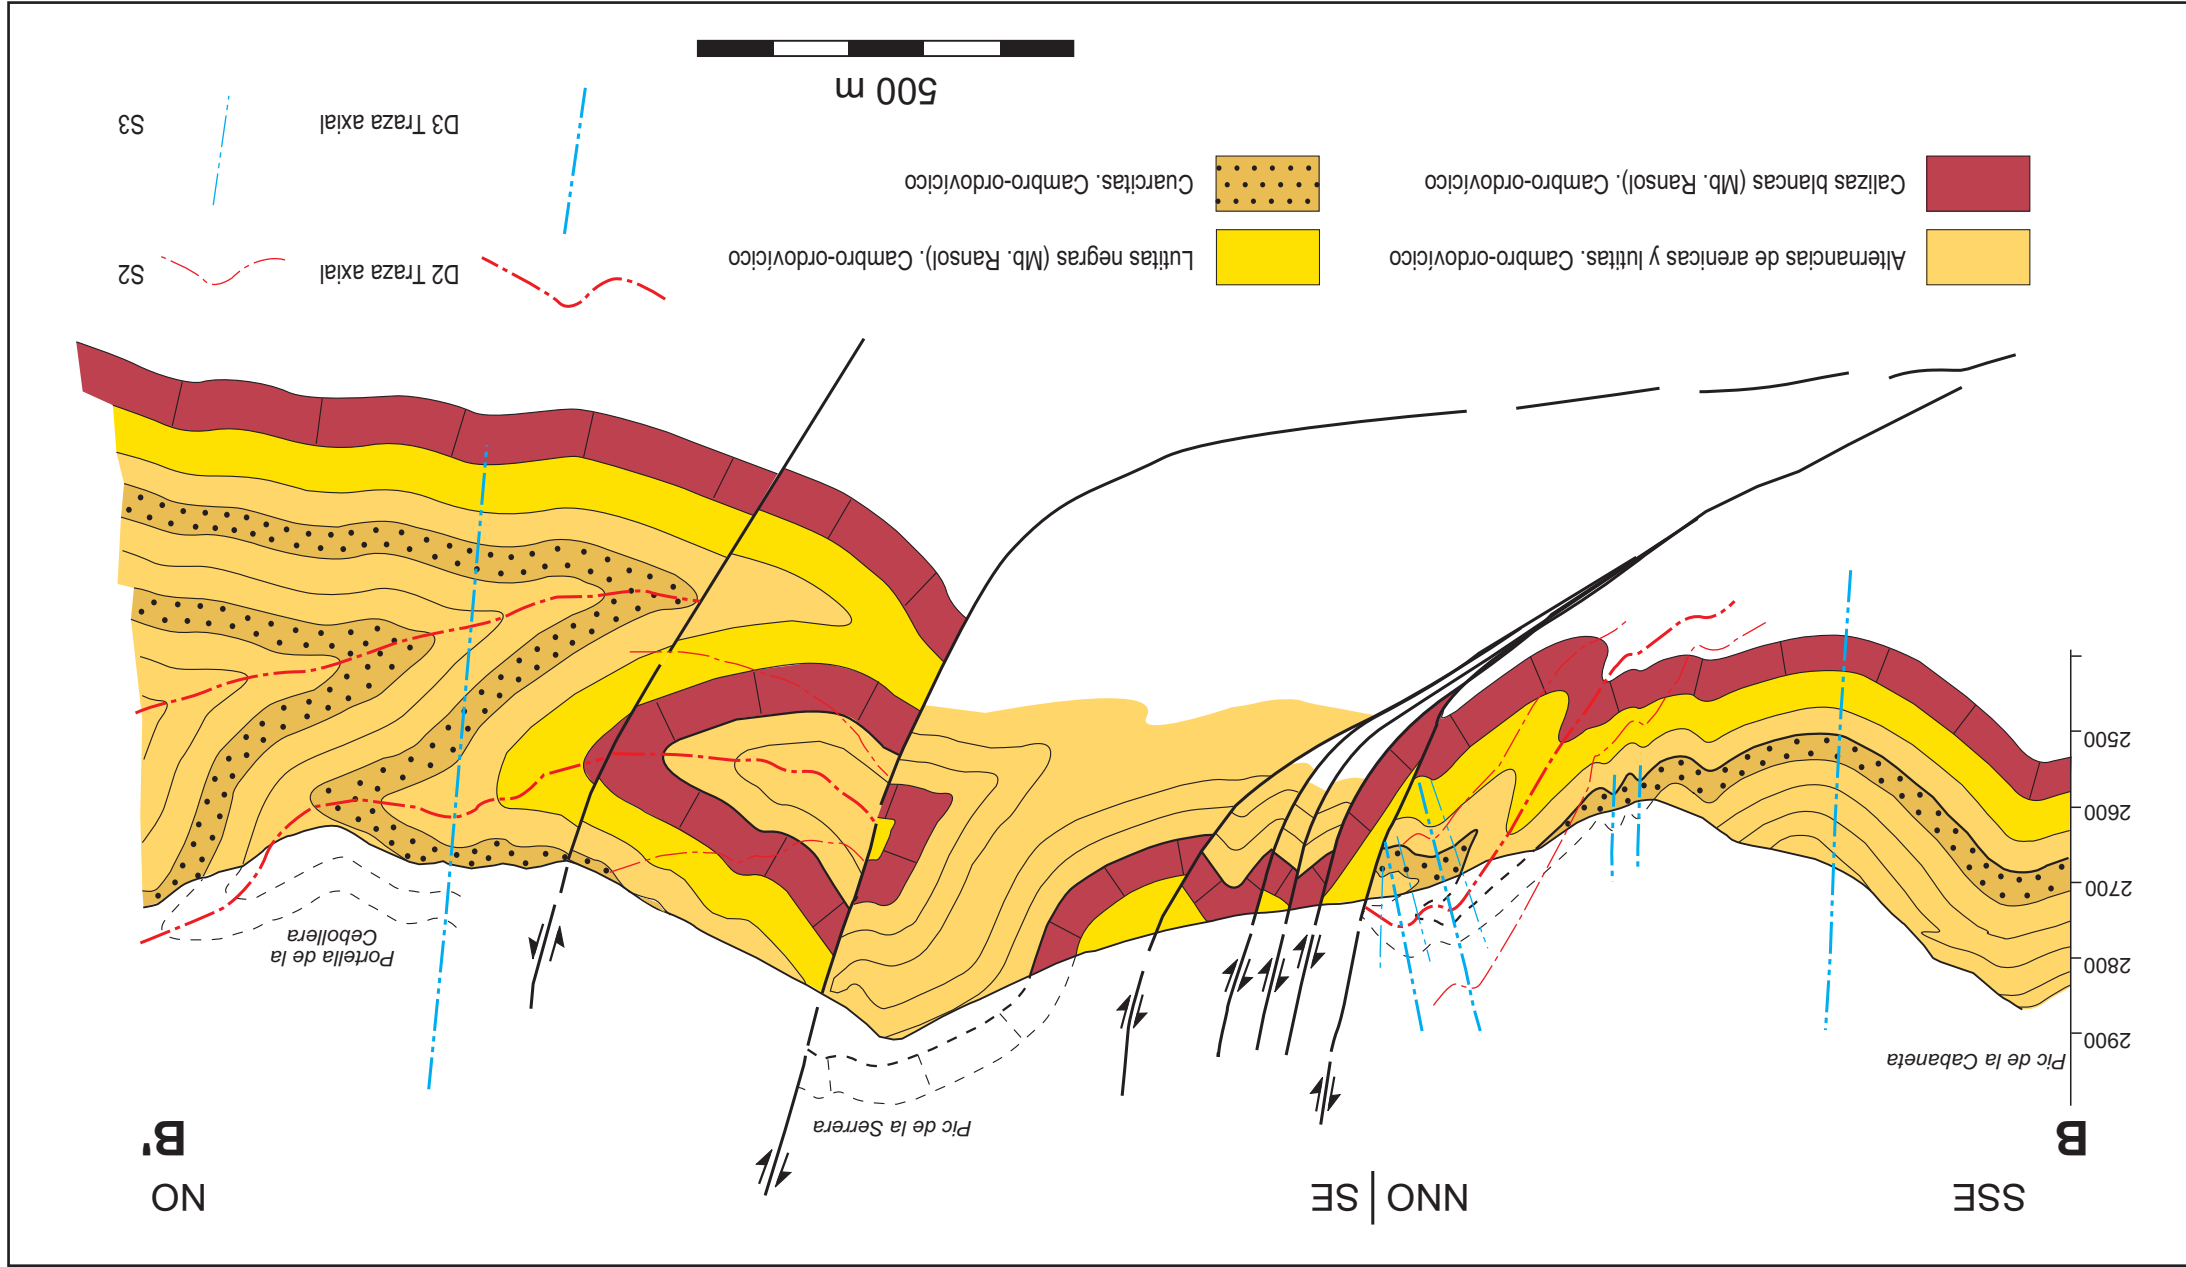 SSE
NNO | SE
NO
B
B'
Pic de la Serrera
Pic de la Cabaneta
2900
2800
2700
2600
2500
Portella de la
Cebollera
Alternancias de arenicas y lutitas. Cambro-ordovícico
Calizas blancas (Mb. Ransol). Cambro-ordovícico
Lutitas negras (Mb. Ransol). Cambro-ordovícico
Cuarcitas. Cambro-ordovícico
D2 Traza axial
S2
D3 Traza axial
S3
500 m